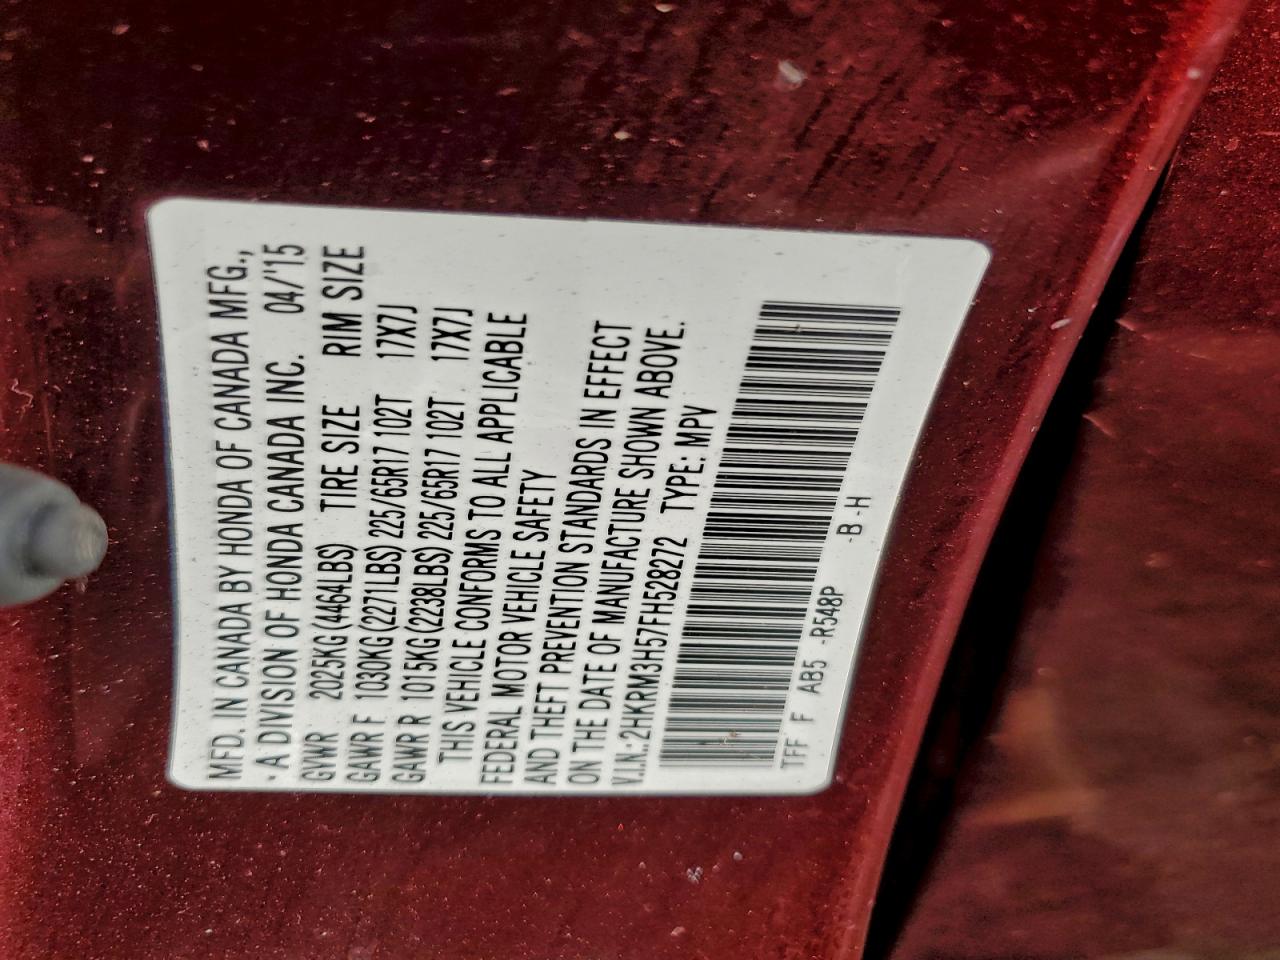 MFD. IN CANADA BY HONDA OF CANADA MFG.,
A DIVISION OF HONDA CANADA INC. 04/'15
GVWR 2025KG (4464LBS) TIRE SIZE RIM SIZE
GAWR F 1030KG (2271LBS) 225/65R17 102T 17X7J
GAWR R 1015KG (2238LBS) 225/65R17 102T 17X7J
THIS VEHICLE CONFORMS TO ALL APPLICABLE
FEDERAL MOTOR VEHICLE SAFETY
AND THEFT PREVENTION STANDARDS IN EFFECT
ON THE DATE OF MANUFACTURE SHOWN ABOVE.
V.I.N.:2HKRM3H57FH528272 TYPE: MPV
TFF F AB5 -R548P -B -H